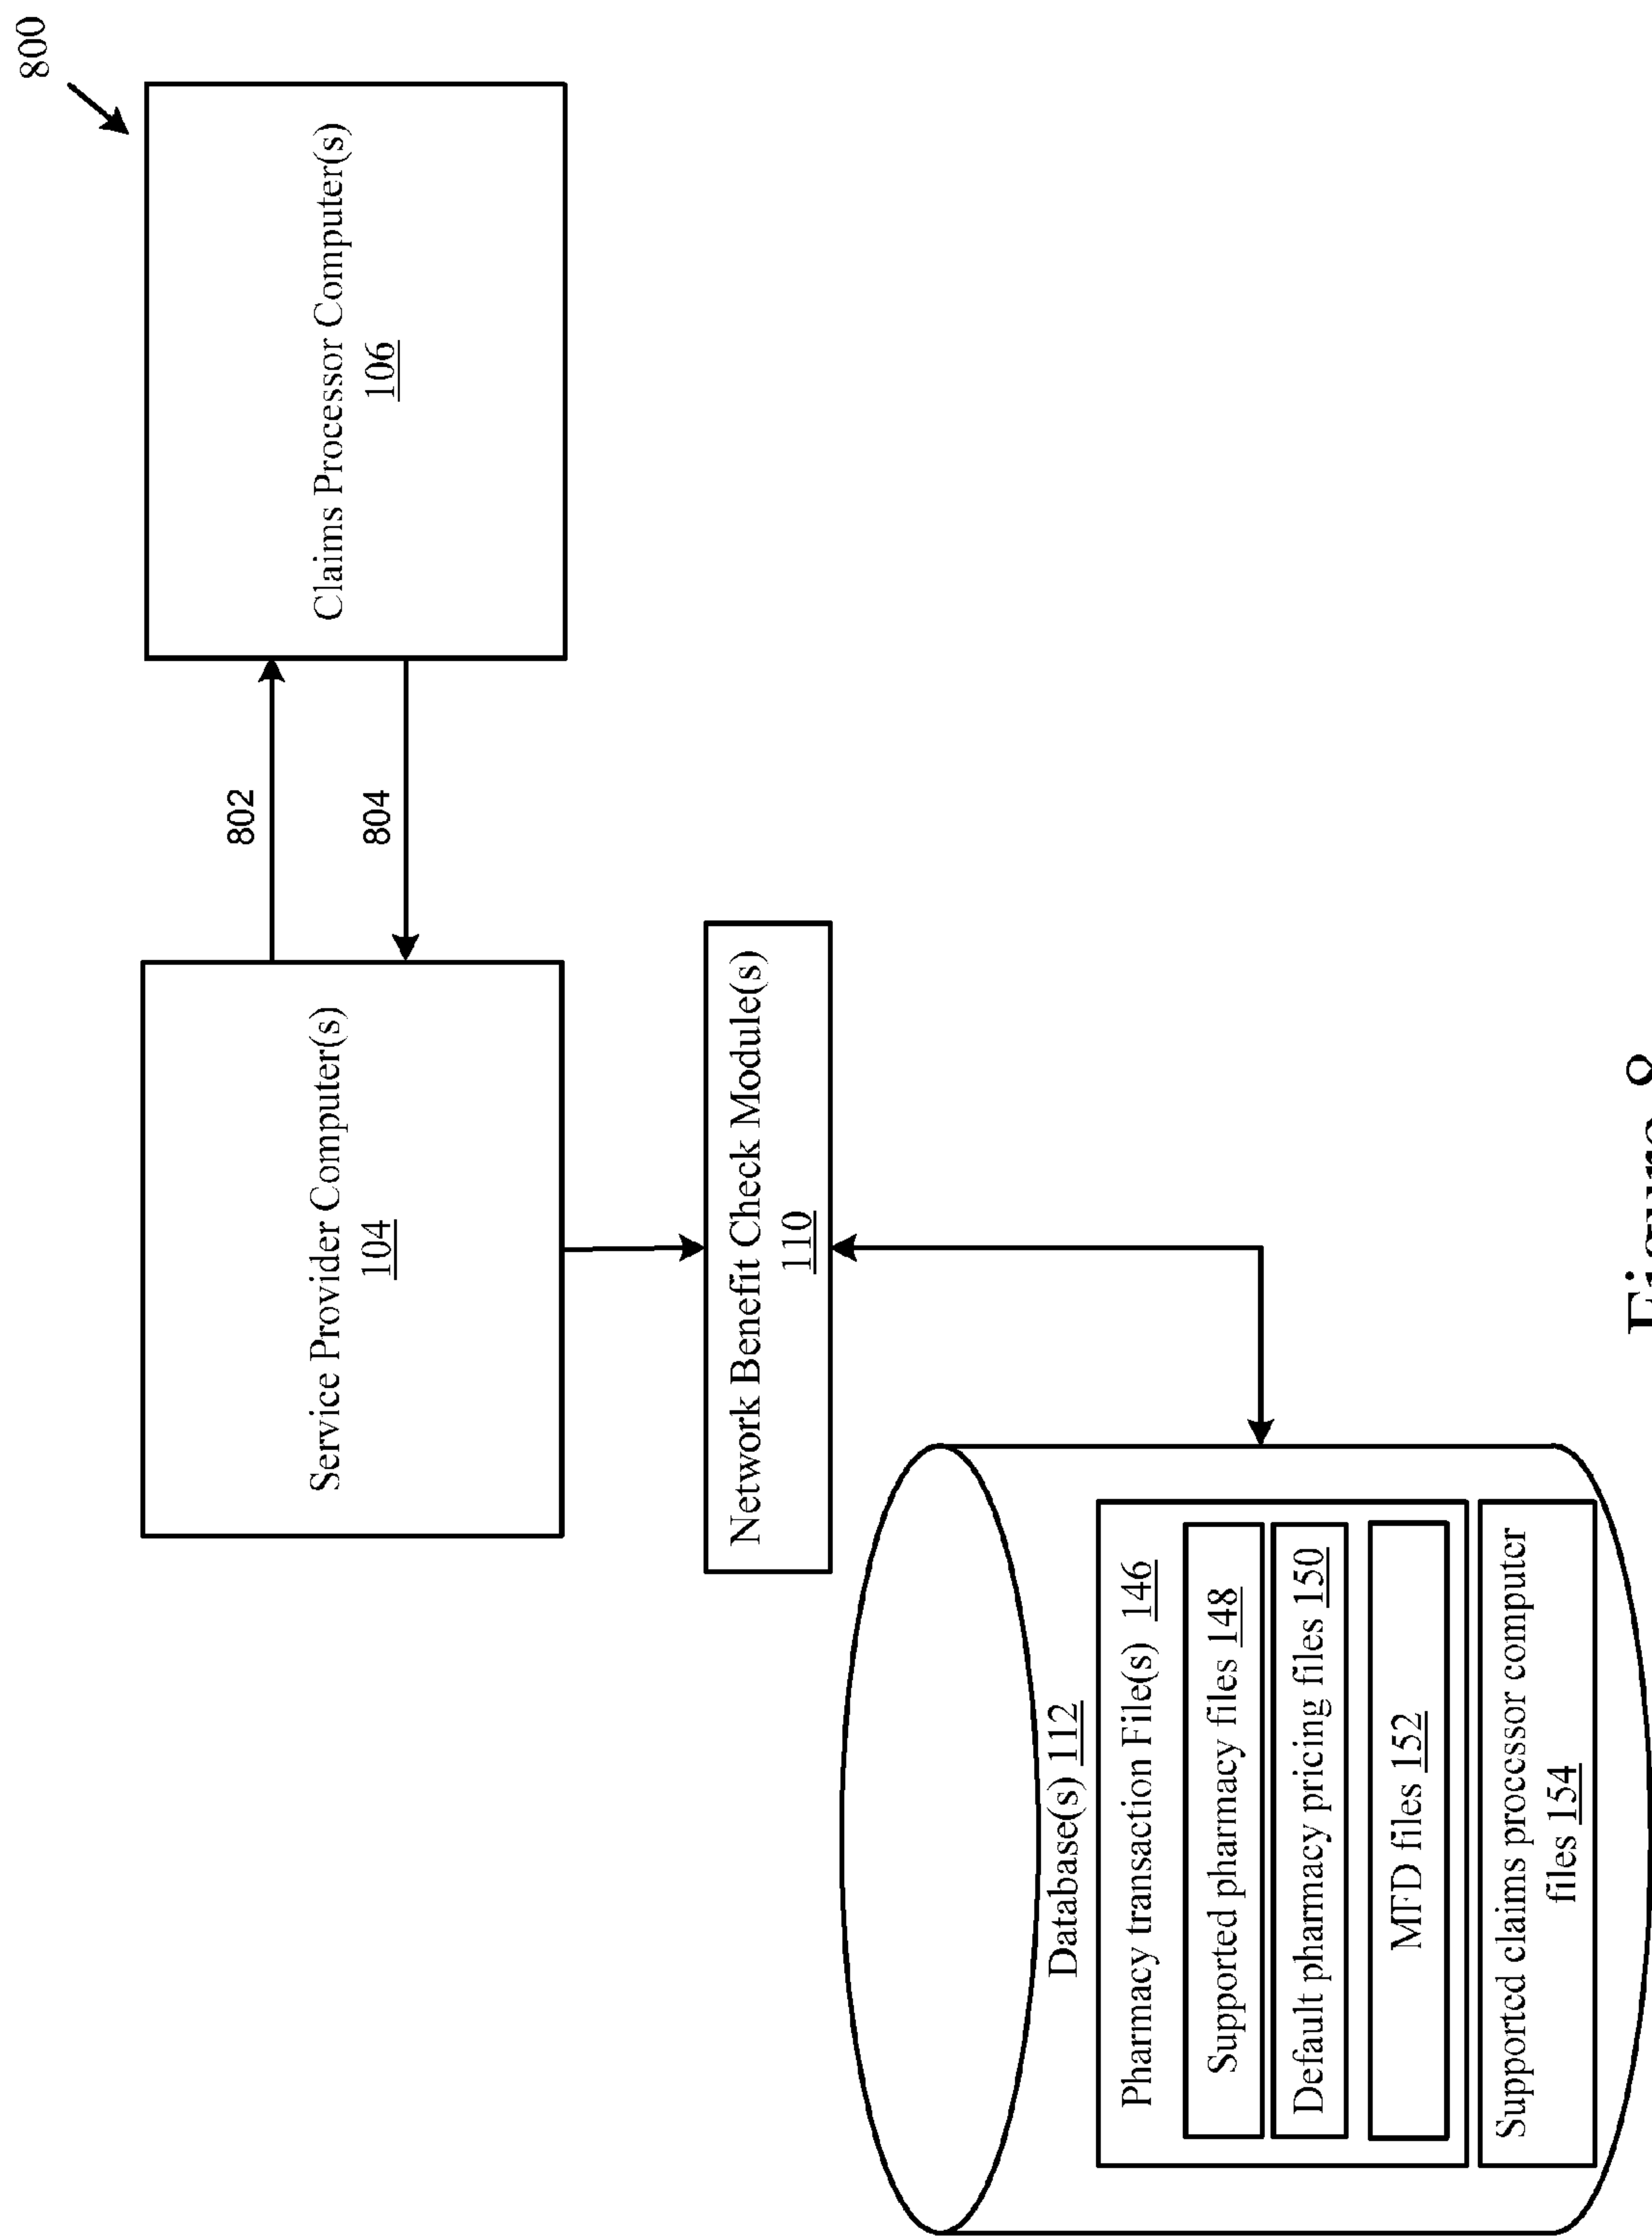 800
Service Provider Computer(s)
104
802
804
Claims Processor Computer(s)
106
Network Benefit Check Module(s)
110
Database(s) 112
Pharmacy transaction File(s) 146
Supported pharmacy files 148
Default pharmacy pricing files 150
MFD files 152
Supported claims processor computer
files 154
Figure 8